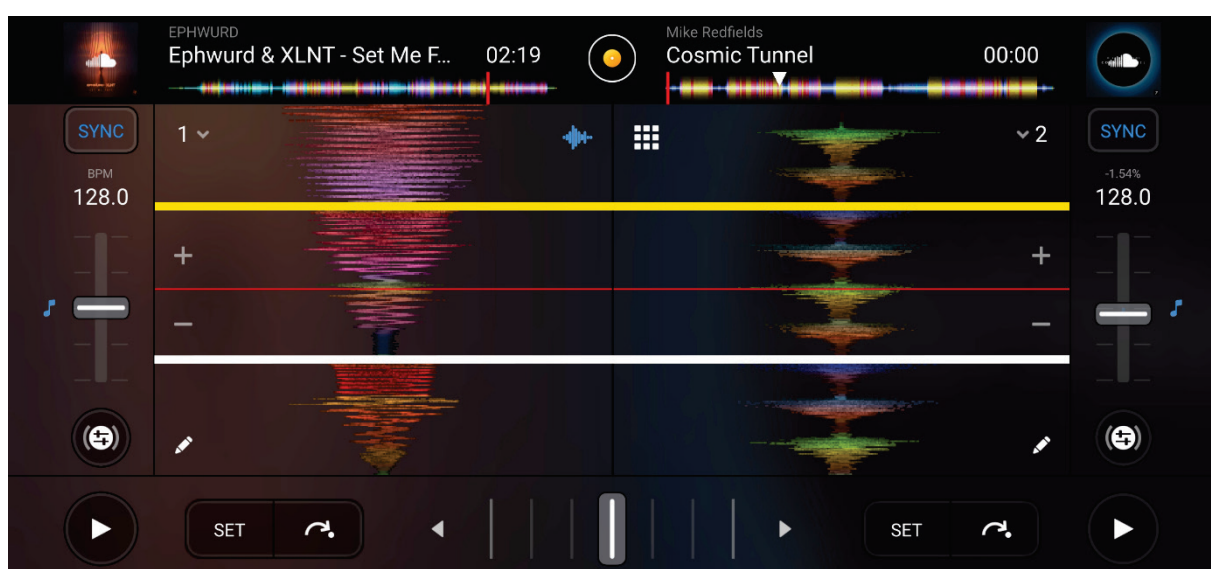 EPHWURD
Ephwurd & XLNT - Set Me F... 02:19
Mike Redfields
Cosmic Tunnel 00:00
SYNC
1
2
SYNC
BPM
128.0
-1.54%
128.0
SET
SET